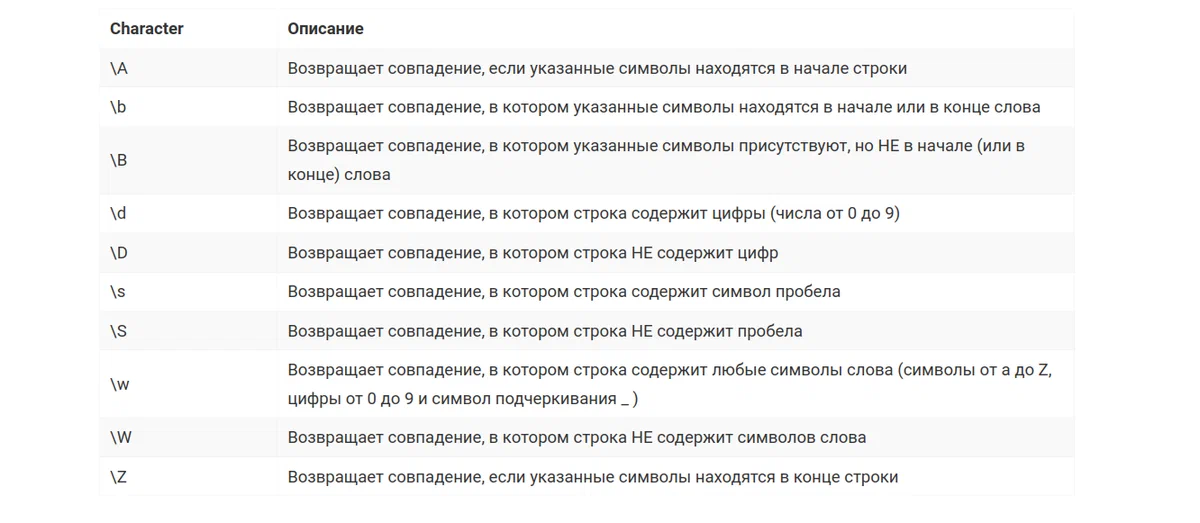 Character Описание
\A Возвращает совпадение, если указанные символы находятся в начале строки
\b Возвращает совпадение, в котором указанные символы находятся в начале или в конце слова
\B Возвращает совпадение, в котором указанные символы присутствуют, но НЕ в начале (или в
конце) слова
\d Возвращает совпадение, в котором строка содержит цифры (числа от 0 до 9)
\D Возвращает совпадение, в котором строка НЕ содержит цифр
\s Возвращает совпадение, в котором строка содержит символ пробела
\S Возвращает совпадение, в котором строка НЕ содержит пробела
\w Возвращает совпадение, в котором строка содержит любые символы слова (символы от a до Z,
цифры от 0 до 9 и символ подчеркивания _ )
\W Возвращает совпадение, в котором строка НЕ содержит символов слова
\Z Возвращает совпадение, если указанные символы находятся в конце строки